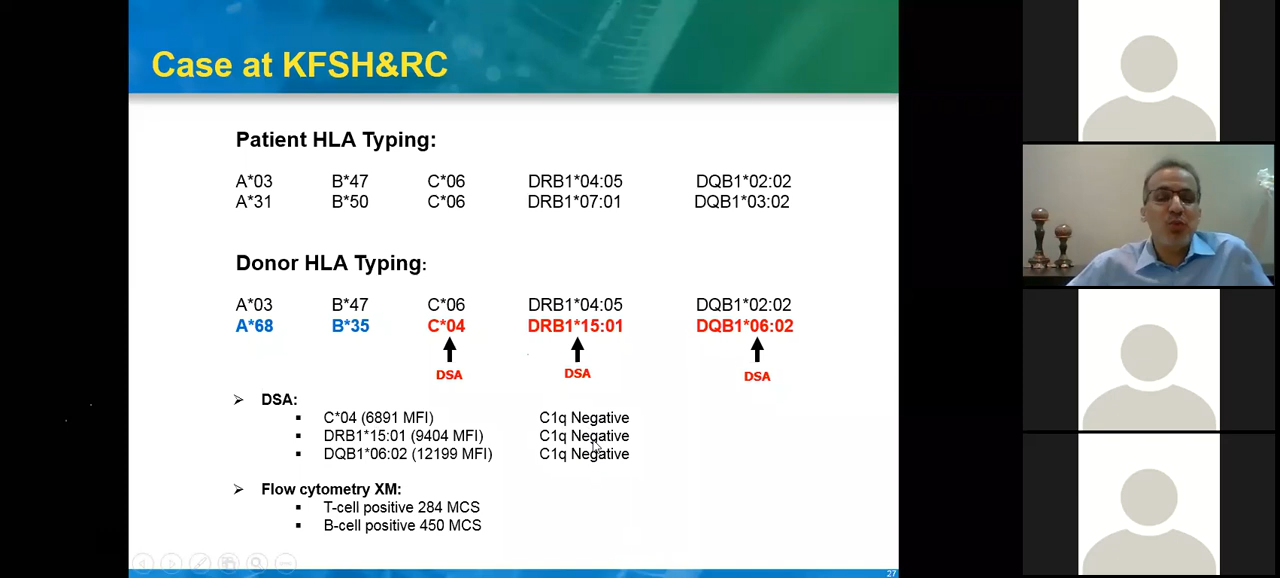 Case at KFSH&RC
Patient HLA Typing:
A*03 B*47 C*06 DRB1*04:05 DQB1*02:02
A*31 B*50 C*06 DRB1*07:01 DQB1*03:02
Donor HLA Typing:
A*03 B*47 C*06 DRB1*04:05 DQB1*02:02
A*68 B*35 C*04 DRB1*15:01 DQB1*06:02
DSA DSA DSA
DSA:
C*04 (6891 MFI) C1q Negative
DRB1*15:01 (9404 MFI) C1q Negative
DQB1*06:02 (12199 MFI) C1q Negative
Flow cytometry XM:
T-cell positive 284 MCS
B-cell positive 450 MCS
27